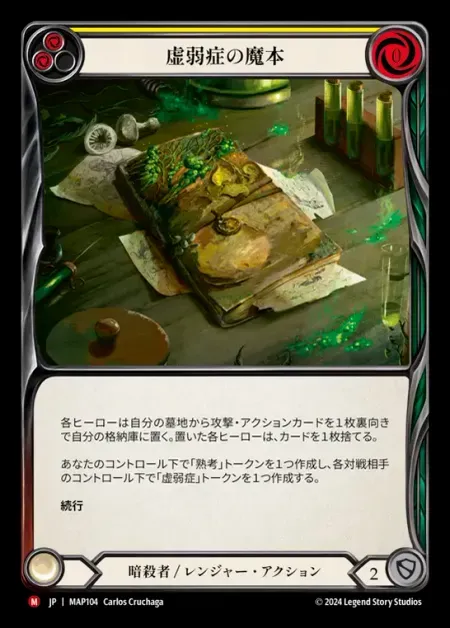 虚弱症の魔本
0
各ヒーローは自分の墓地から攻撃・アクションカードを1枚裏向き
で自分の格納庫に置く。置いた各ヒーローは、カードを1枚捨てる。
あなたのコントロール下で「熟考」トークンを1つ作成し、各対戦相手
のコントロール下で「虚弱症」トークンを1つ作成する。
続行
暗殺者 / レンジャー・アクション
2
M JP | MAP104 Carlos Cruchaga
© 2024 Legend Story Studios